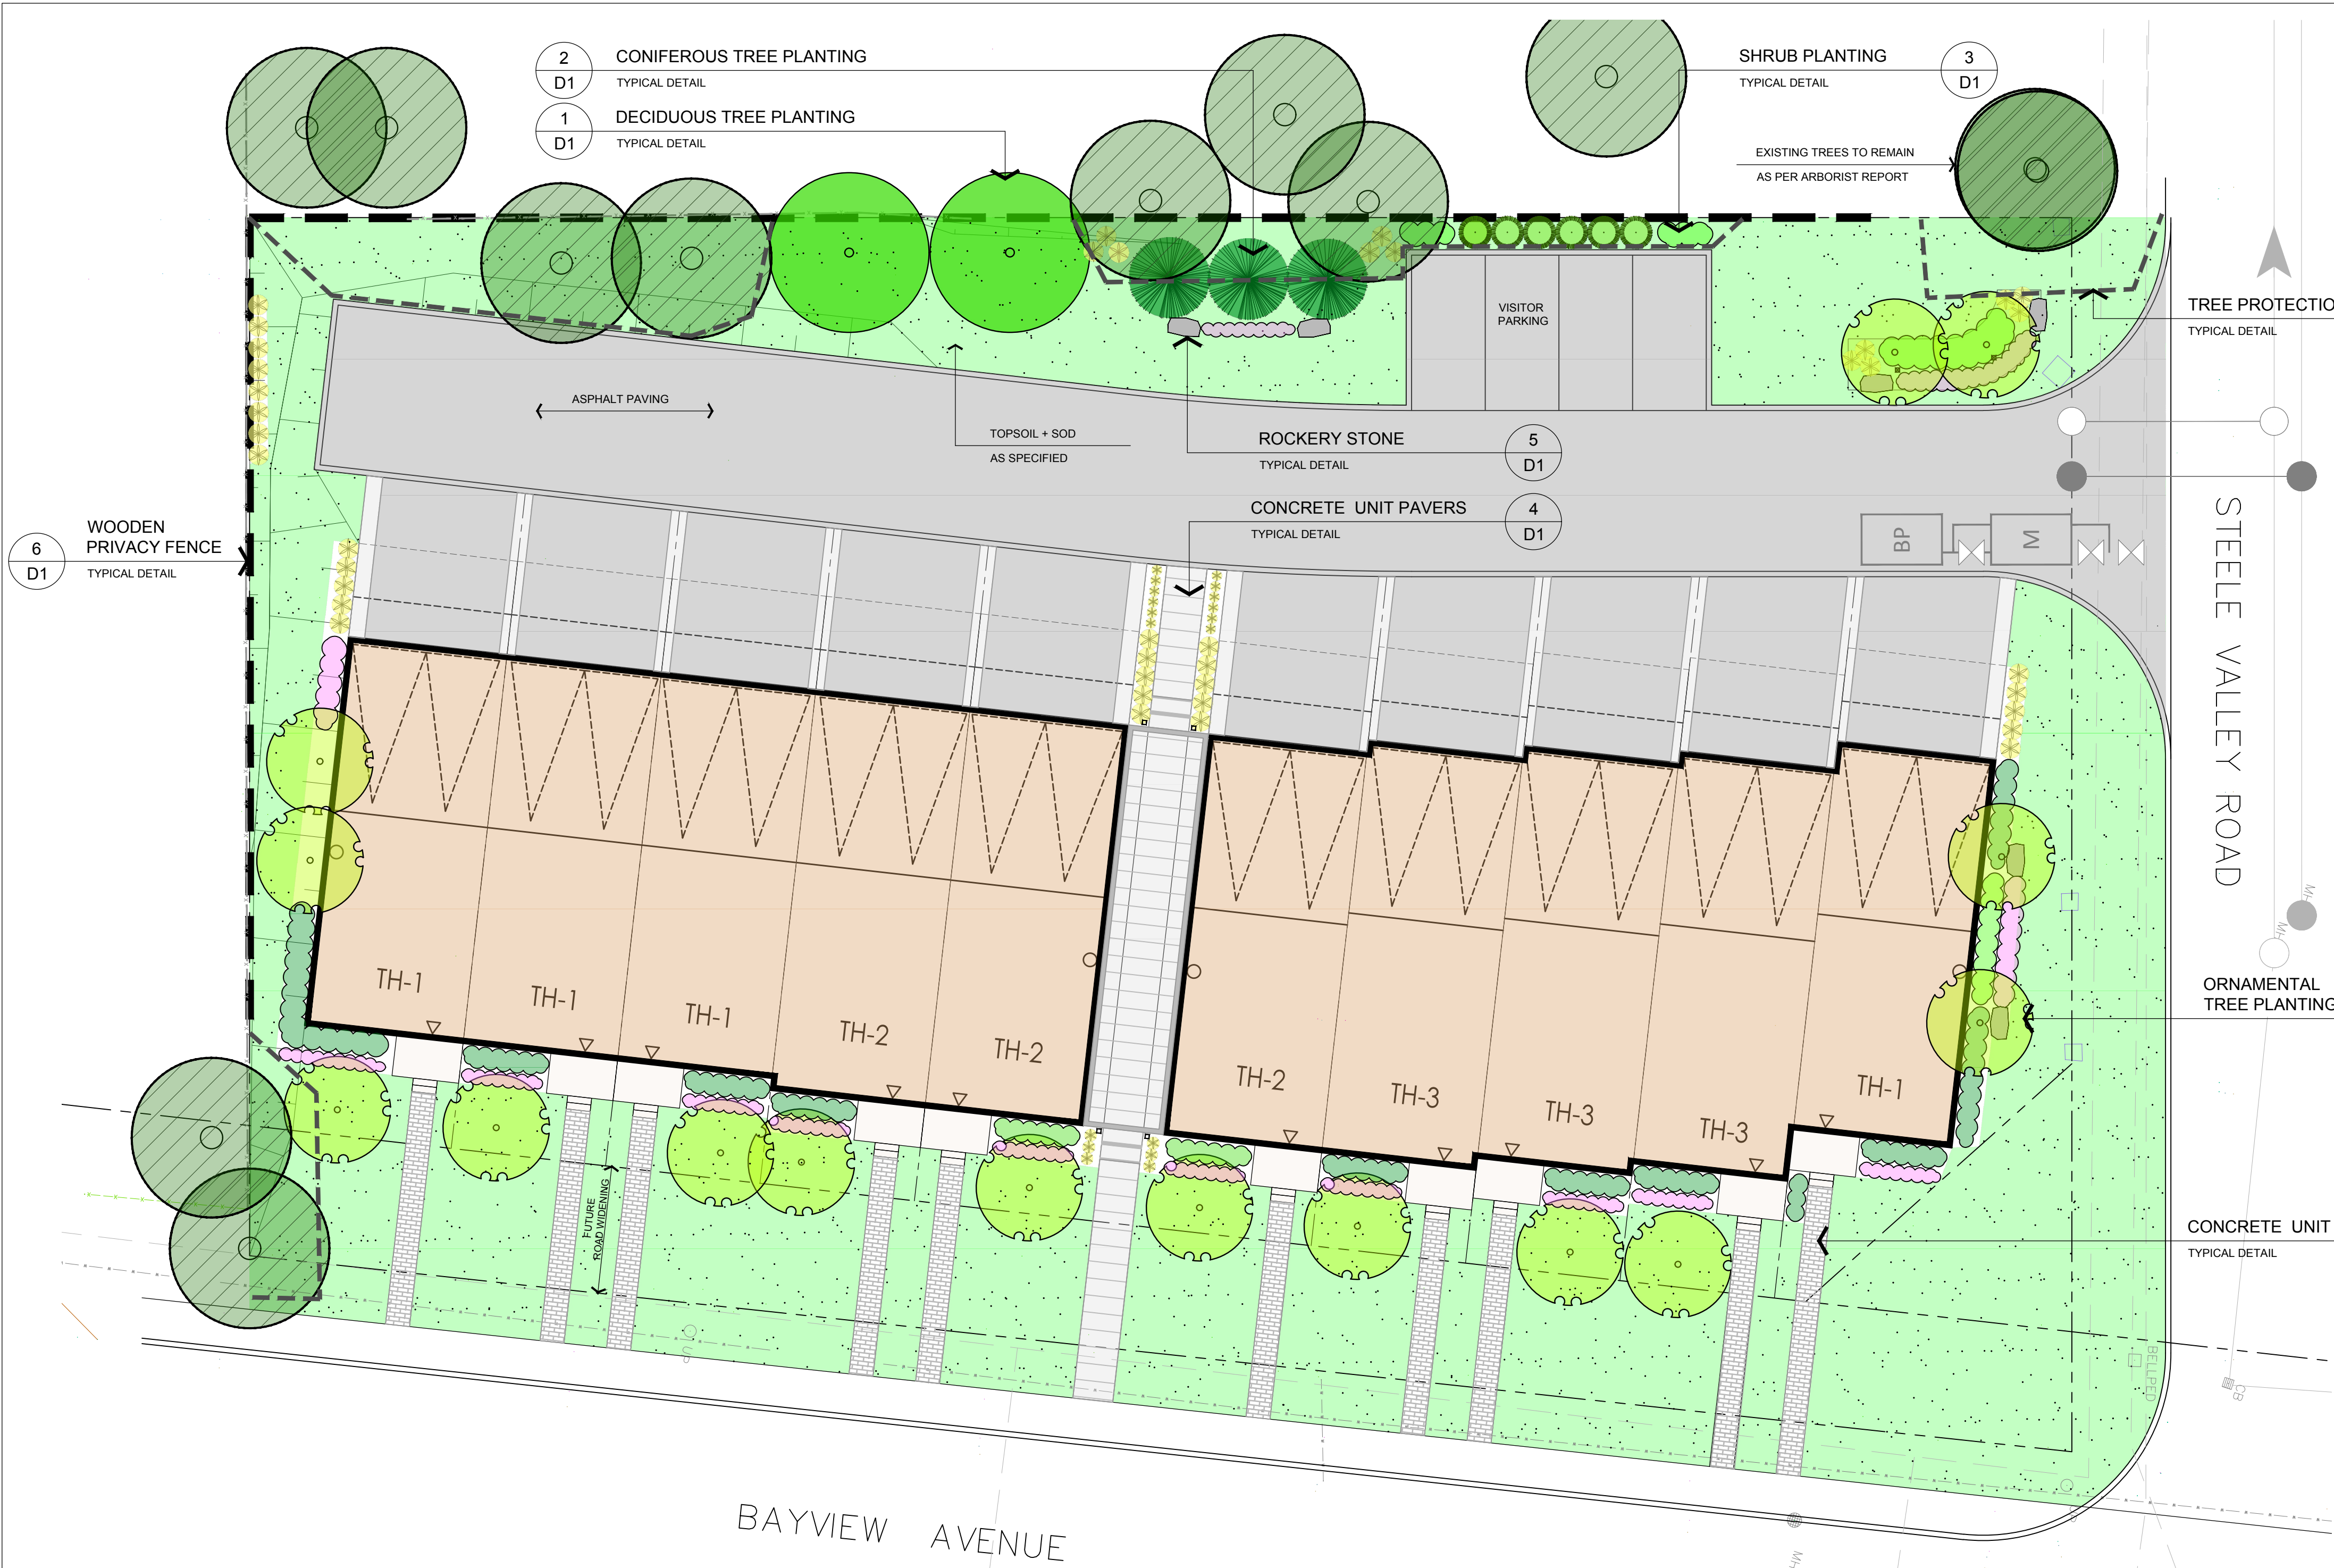 2
D1
CONIFEROUS TREE PLANTING
TYPICAL DETAIL
1
D1
DECIDUOUS TREE PLANTING
TYPICAL DETAIL
SHRUB PLANTING
TYPICAL DETAIL
3
D1
EXISTING TREES TO REMAIN
AS PER ARBORIST REPORT
VISITOR
PARKING
TREE PROTECTIO
TYPICAL DETAIL
ASPHALT PAVING
TOPSOIL + SOD
AS SPECIFIED
ROCKERY STONE
TYPICAL DETAIL
5
D1
CONCRETE UNIT PAVERS
TYPICAL DETAIL
4
D1
6
D1
WOODEN
PRIVACY FENCE
TYPICAL DETAIL
BP
M
STEELE VALLEY ROAD
MH
MH
TH-1
TH-1
TH-1
TH-2
TH-2
TH-2
TH-3
TH-3
TH-3
TH-1
ORNAMENTAL
TREE PLANTING
FUTURE
ROAD WIDENING
CONCRETE UNIT
TYPICAL DETAIL
BELLPED
CB
BAYVIEW AVENUE
MH